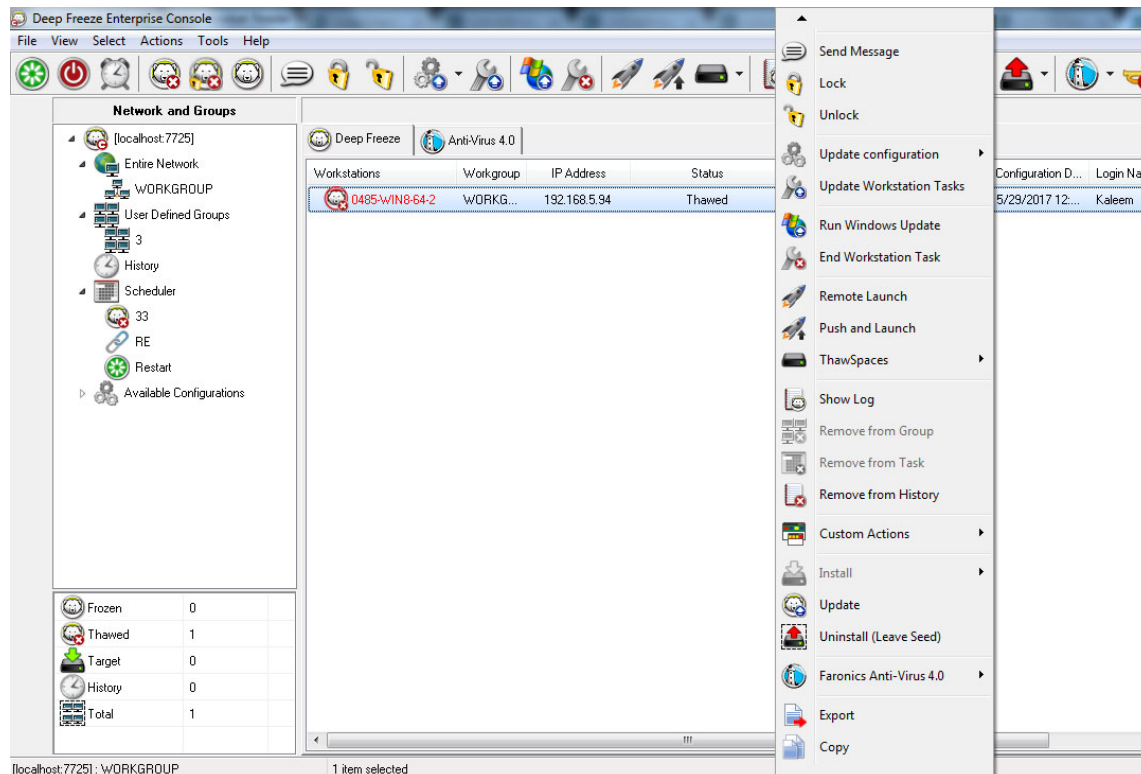 Deep Freeze Enterprise Console
File View Select Actions Tools Help
Network and Groups
[localhost:7725]
Entire Network
WORKGROUP
User Defined Groups
3
History
Scheduler
33
RE
Restart
Available Configurations
Frozen 0
Thawed 1
Target 0
History 0
Total 1
Deep Freeze Anti-Virus 4.0
Workstations Workgroup IP Address Status Configuration D... Login Na
0485-WIN8-64-2 WORKG... 192.168.5.94 Thawed 5/29/2017 12:... Kaleem
Send Message
Lock
Unlock
Update configuration
Update Workstation Tasks
Run Windows Update
End Workstation Task
Remote Launch
Push and Launch
ThawSpaces
Show Log
Remove from Group
Remove from Task
Remove from History
Custom Actions
Install
Update
Uninstall (Leave Seed)
Faronics Anti-Virus 4.0
Export
Copy
[localhost:7725] : WORKGROUP 1 item selected